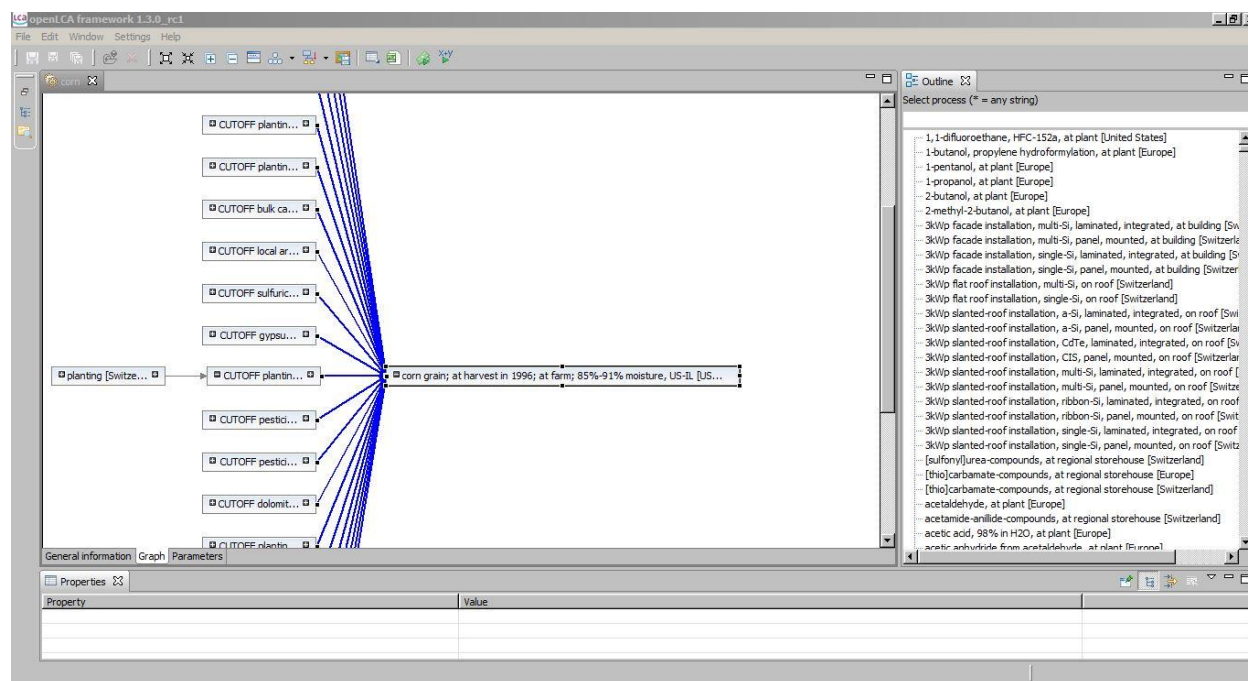 LCA openLCA framework 1.3.0_rc1
File Edit Window Settings Help
x+y
corn
CUTOFF plantin...
CUTOFF plantin...
CUTOFF bulk ca...
CUTOFF local ar...
CUTOFF sulfuric...
CUTOFF gypsu...
planting [Switze...
CUTOFF plantin...
corn grain; at harvest in 1996; at farm; 85%-91% moisture, US-IL [US...
CUTOFF pestici...
CUTOFF pestici...
CUTOFF dolomit...
CUTOFF plantin...
General information Graph Parameters
Outline
Select process (* = any string)
1,1-difluoroethane, HFC-152a, at plant [United States]
1-butanol, propylene hydroformylation, at plant [Europe]
1-pentanol, at plant [Europe]
1-propanol, at plant [Europe]
2-butanol, at plant [Europe]
2-methyl-2-butanol, at plant [Europe]
3kWp facade installation, multi-Si, laminated, integrated, at building [Sw
3kWp facade installation, multi-Si, panel, mounted, at building [Switzerla
3kWp facade installation, single-Si, laminated, integrated, at building [S
3kWp facade installation, single-Si, panel, mounted, at building [Switzer
3kWp flat roof installation, multi-Si, on roof [Switzerland]
3kWp flat roof installation, single-Si, on roof [Switzerland]
3kWp slanted-roof installation, a-Si, laminated, integrated, on roof [Swi
3kWp slanted-roof installation, a-Si, panel, mounted, on roof [Switzerlar
3kWp slanted-roof installation, CdTe, laminated, integrated, on roof [Sw
3kWp slanted-roof installation, CIS, panel, mounted, on roof [Switzerlar
3kWp slanted-roof installation, multi-Si, laminated, integrated, on roof [
3kWp slanted-roof installation, multi-Si, panel, mounted, on roof [Switze
3kWp slanted-roof installation, ribbon-Si, laminated, integrated, on roof
3kWp slanted-roof installation, ribbon-Si, panel, mounted, on roof [Swit
3kWp slanted-roof installation, single-Si, laminated, integrated, on roof
3kWp slanted-roof installation, single-Si, panel, mounted, on roof [Switz
[sulfonyl]urea-compounds, at regional storehouse [Switzerland]
[thio]carbamate-compounds, at regional storehouse [Europe]
[thio]carbamate-compounds, at regional storehouse [Switzerland]
acetaldehyde, at plant [Europe]
acetamide-anillide-compounds, at regional storehouse [Switzerland]
acetic acid, 98% in H2O, at plant [Europe]
acetic anhydride from acetaldehyde, at plant [Europe]
Properties
Property Value